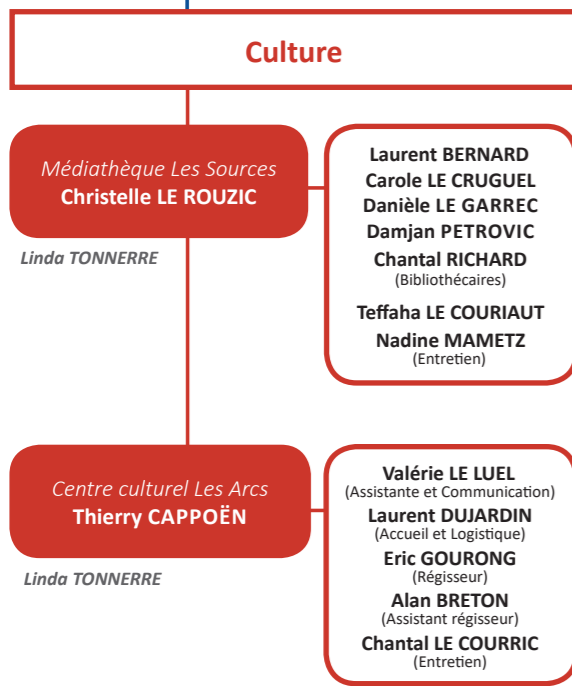 Culture
Médiathèque Les Sources
Christelle LE ROUZIC
Linda TONNERRE
Laurent BERNARD
Carole LE CRUGUEL
Danièle LE GARREC
Damjan PETROVIC
Chantal RICHARD
(Bibliothécaires)
Teffaha LE COURIAUT
Nadine MAMETZ
(Entretien)
Centre culturel Les Arcs
Thierry CAPPOËN
Linda TONNERRE
Valérie LE LUEL
(Assistante et Communication)
Laurent DUJARDIN
(Accueil et Logistique)
Eric GOURONG
(Régisseur)
Alan BRETON
(Assistant régisseur)
Chantal LE COURRIC
(Entretien)